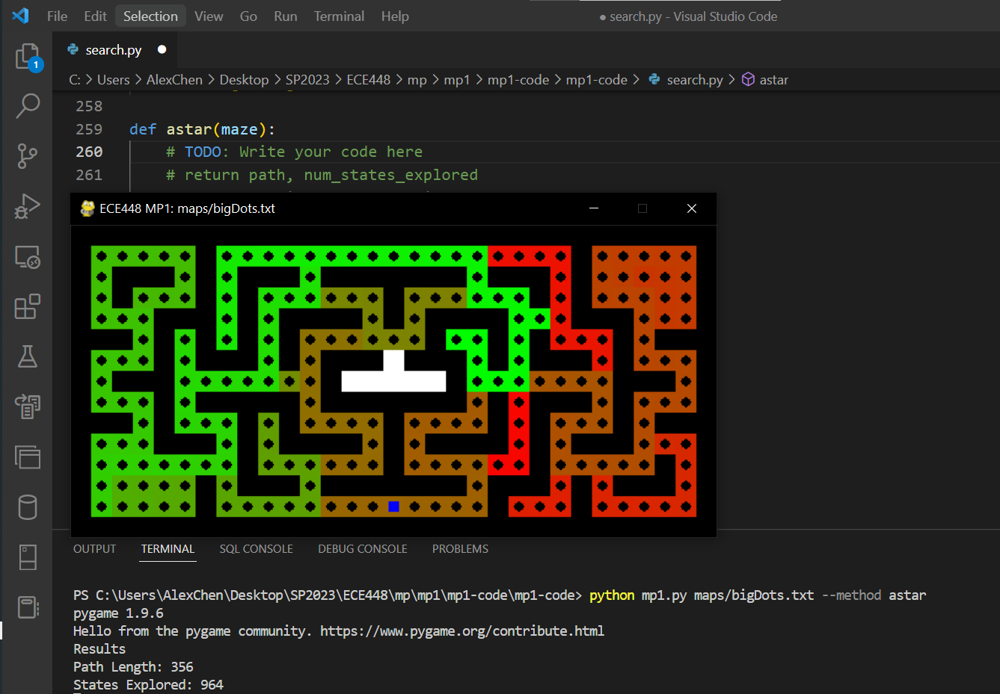 File Edit Selection View Go Run Terminal Help ● search.py - Visual Studio Code
1
search.py ●
C: > Users > AlexChen > Desktop > SP2023 > ECE448 > mp > mp1 > mp1-code > mp1-code > search.py > astar
258
259 def astar(maze):
260 # TODO: Write your code here
261 # return path, num_states_explored
ECE448 MP1: maps/bigDots.txt
OUTPUT TERMINAL SQL CONSOLE DEBUG CONSOLE PROBLEMS
PS C:\Users\AlexChen\Desktop\SP2023\ECE448\mp\mp1\mp1-code\mp1-code> python mp1.py maps/bigDots.txt --method astar
pygame 1.9.6
Hello from the pygame community. https://www.pygame.org/contribute.html
Results
Path Length: 356
States Explored: 964